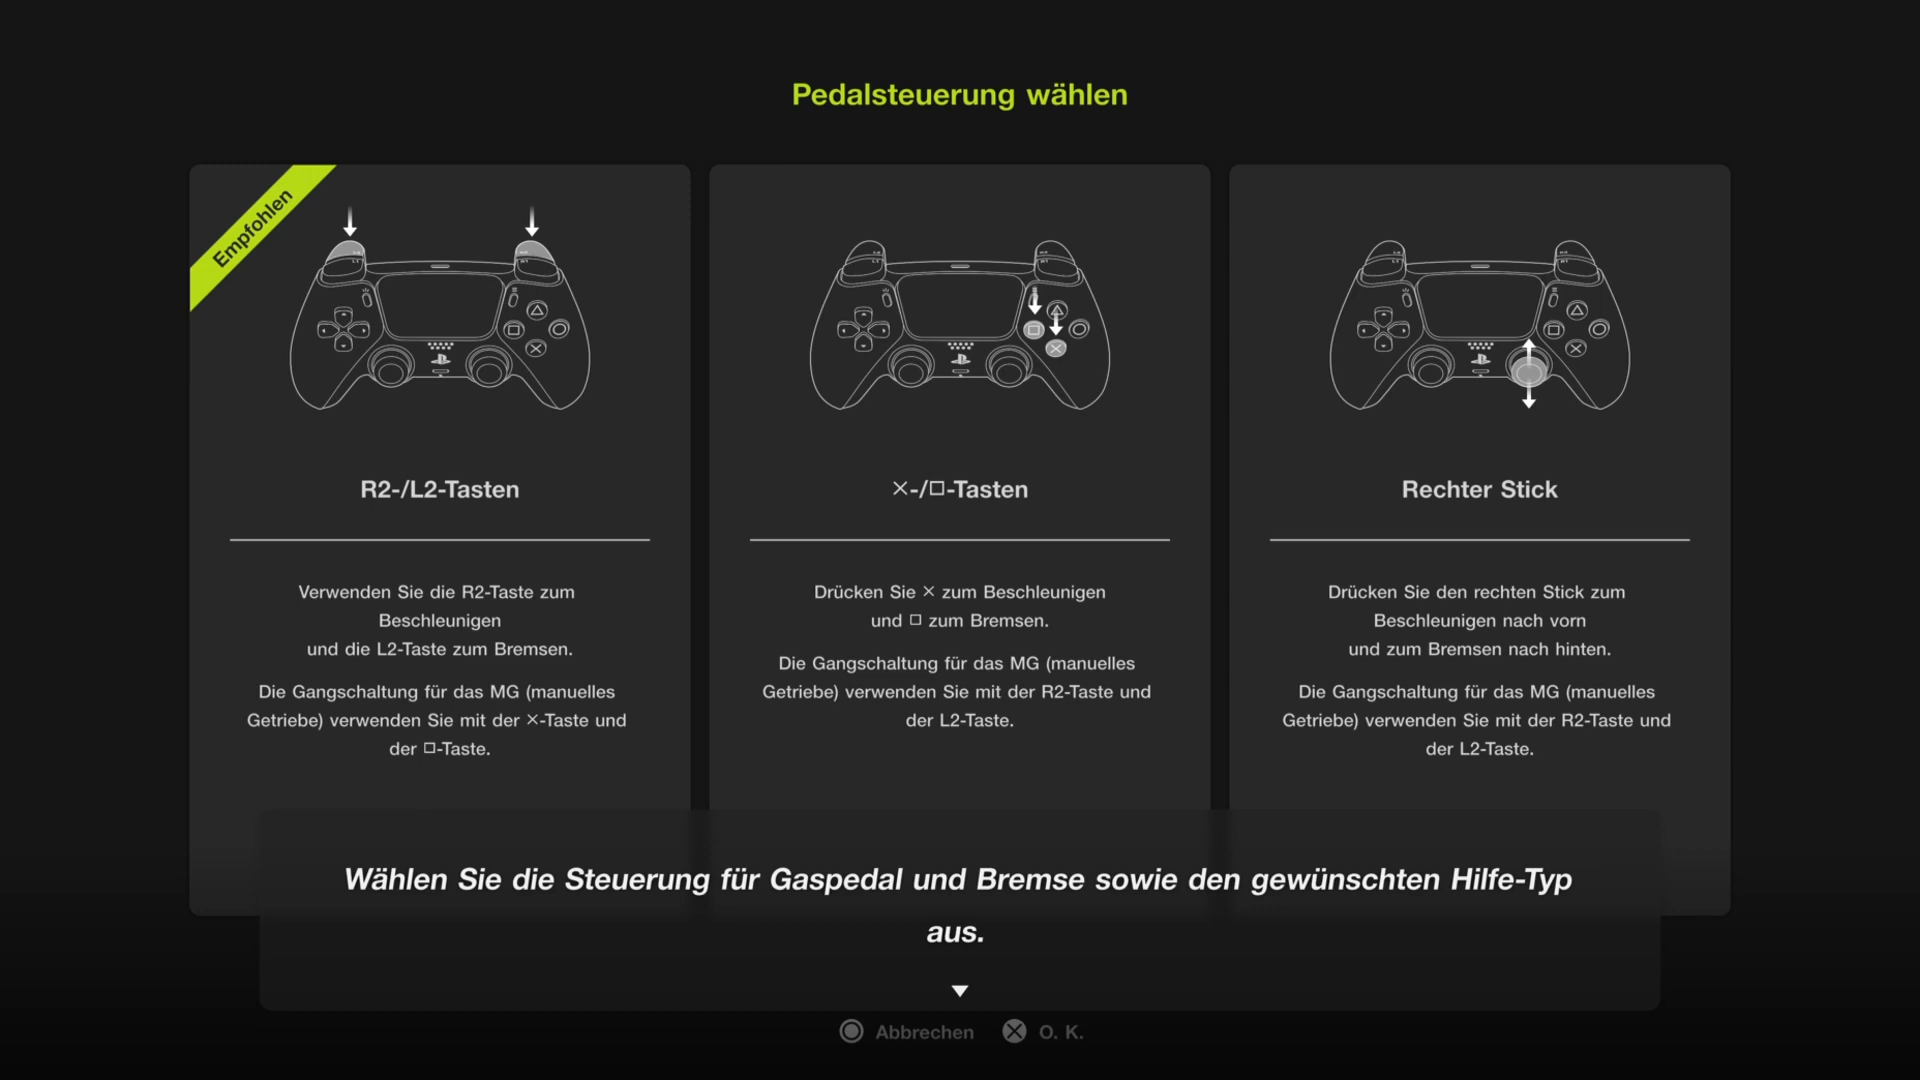 Pedalsteuerung wählen
Empfohlen
R2-/L2-Tasten
Verwenden Sie die R2-Taste zum
Beschleunigen
und die L2-Taste zum Bremsen.
Die Gangschaltung für das MG (manuelles
Getriebe) verwenden Sie mit der ×-Taste und
der □-Taste.
×-/□-Tasten
Drücken Sie × zum Beschleunigen
und □ zum Bremsen.
Die Gangschaltung für das MG (manuelles
Getriebe) verwenden Sie mit der R2-Taste und
der L2-Taste.
Rechter Stick
Drücken Sie den rechten Stick zum
Beschleunigen nach vorn
und zum Bremsen nach hinten.
Die Gangschaltung für das MG (manuelles
Getriebe) verwenden Sie mit der R2-Taste und
der L2-Taste.
Wählen Sie die Steuerung für Gaspedal und Bremse sowie den gewünschten Hilfe-Typ
aus.
Abbrechen O. K.